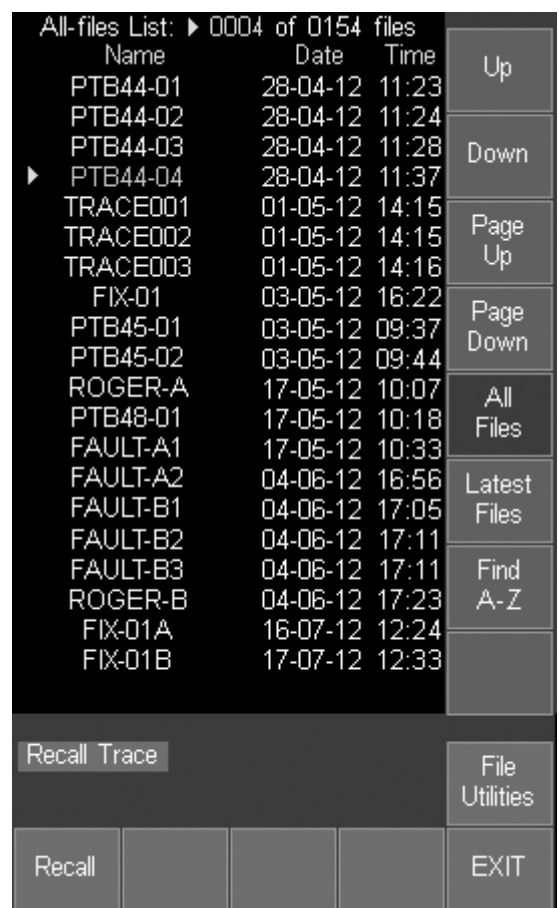 All-files List: ▶ 0004 of 0154 files
Name Date Time
PTB44-01 28-04-12 11:23
PTB44-02 28-04-12 11:24
PTB44-03 28-04-12 11:28
▶ PTB44-04 28-04-12 11:37
TRACE001 01-05-12 14:15
TRACE002 01-05-12 14:15
TRACE003 01-05-12 14:16
FIX-01 03-05-12 16:22
PTB45-01 03-05-12 09:37
PTB45-02 03-05-12 09:44
ROGER-A 17-05-12 10:07
PTB48-01 17-05-12 10:18
FAULT-A1 17-05-12 10:33
FAULT-A2 04-06-12 16:56
FAULT-B1 04-06-12 17:05
FAULT-B2 04-06-12 17:11
FAULT-B3 04-06-12 17:11
ROGER-B 04-06-12 17:23
FIX-01A 16-07-12 12:24
FIX-01B 17-07-12 12:33
Up
Down
Page
Up
Page
Down
All
Files
Latest
Files
Find
A-Z
Recall Trace
File
Utilities
Recall
EXIT